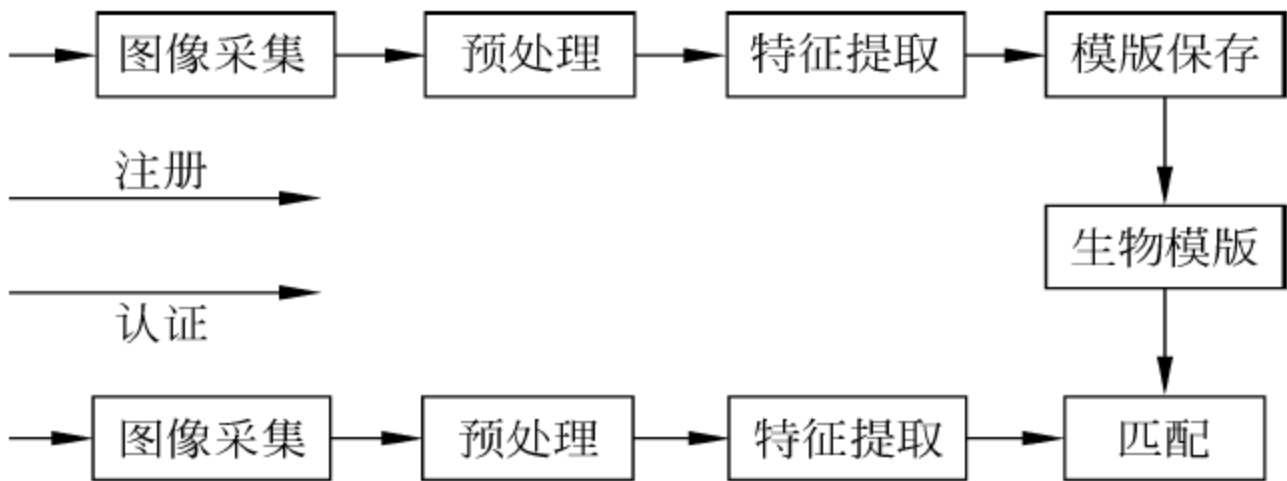 图像采集 预处理 特征提取 模版保存
注册
生物模版
认证
图像采集 预处理 特征提取 匹配